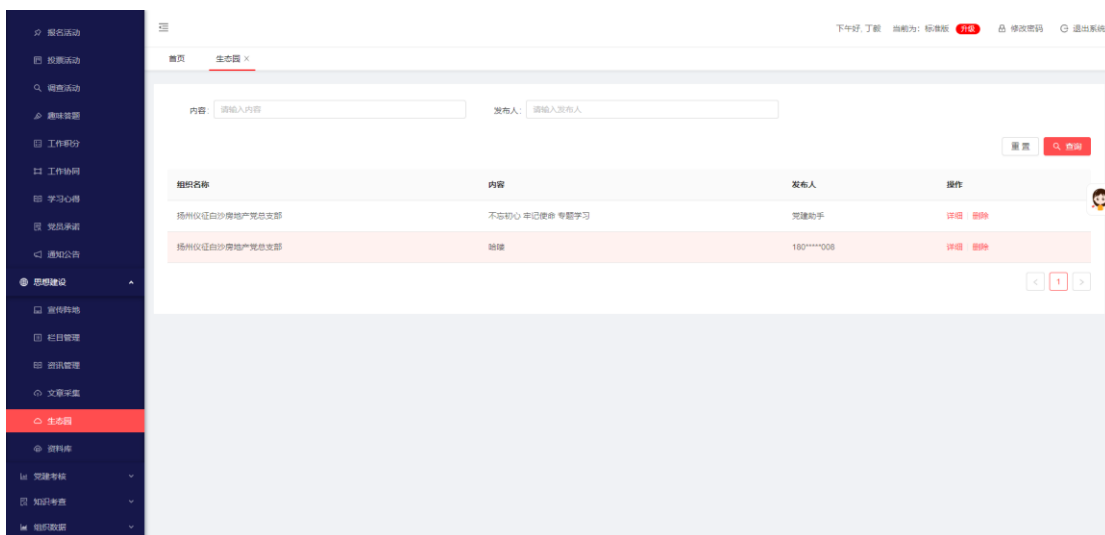 报名活动
投票活动
调查活动
趣味答题
工作积分
工作协同
学习心得
党员承诺
通知公告
思想建设
宣传阵地
栏目管理
资讯管理
文章采集
生态园
资料库
党建考核
知识考查
组织数据
下午好, 丁毅 当前为: 标准版 升级 修改密码 退出系统
首页 生态园 ×
内容: 请输入内容 发布人: 请输入发布人
重置 查询
组织名称 内容 发布人 操作
扬州仪征白沙房地产党总支部 不忘初心 牢记使命 专题学习 党建助手 详细 删除
扬州仪征白沙房地产党总支部 180*****008 详细 删除
< 1 >